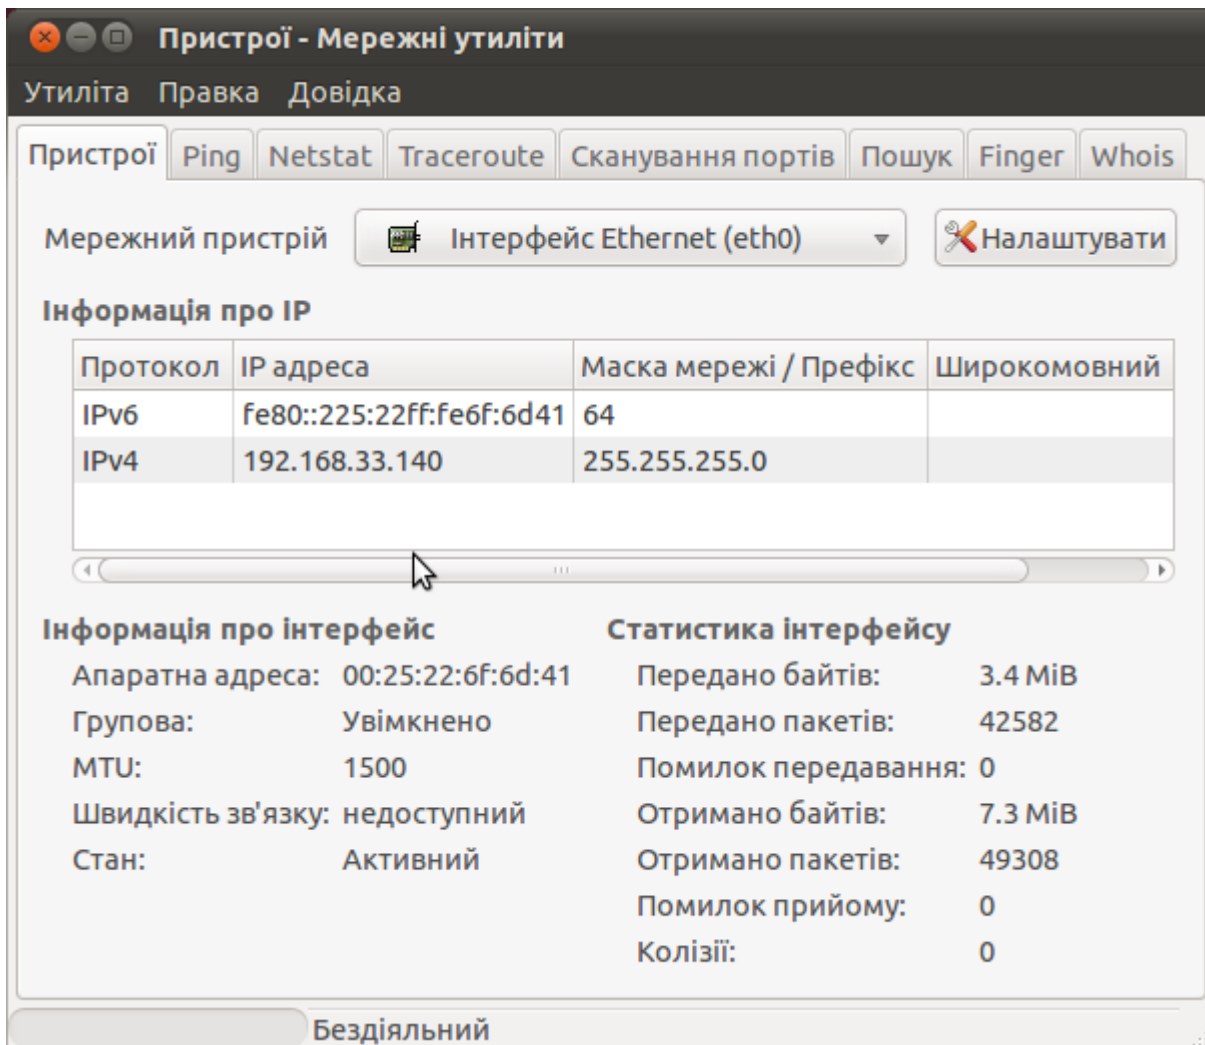 Пристрої - Мережні утиліти
Утиліта Правка Довідка
Пристрої Ping Netstat Traceroute Сканування портів Пошук Finger Whois
Мережний пристрій Інтерфейс Ethernet (eth0) Налаштувати
Інформація про IP
Протокол IP адреса Маска мережі / Префікс Широкомовний
IPv6 fe80::225:22ff:fe6f:6d41 64
IPv4 192.168.33.140 255.255.255.0
Інформація про інтерфейс Статистика інтерфейсу
Апаратна адреса: 00:25:22:6f:6d:41 Передано байтів: 3.4 MiB
Групова: Увімкнено Передано пакетів: 42582
MTU: 1500 Помилок передавання: 0
Швидкість зв'язку: недоступний Отримано байтів: 7.3 MiB
Стан: Активний Отримано пакетів: 49308
Помилок прийому: 0
Колізії: 0
Бездіяльний